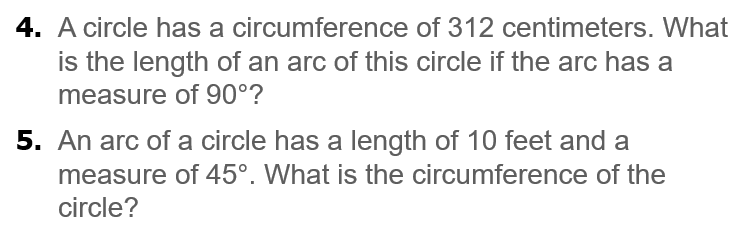 4. A circle has a circumference of 312 centimeters. What
is the length of an arc of this circle if the arc has a
measure of 90°?
5. An arc of a circle has a length of 10 feet and a
measure of 45°. What is the circumference of the
circle?